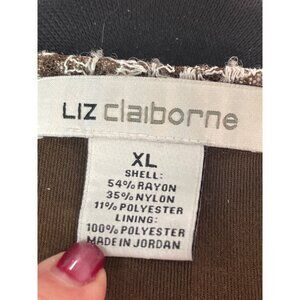 LIZ claiborne
XL
SHELL:
54% RAYON
35% NYLON
11% POLYESTER
LINING:
100% POLYESTER
MADE IN JORDAN